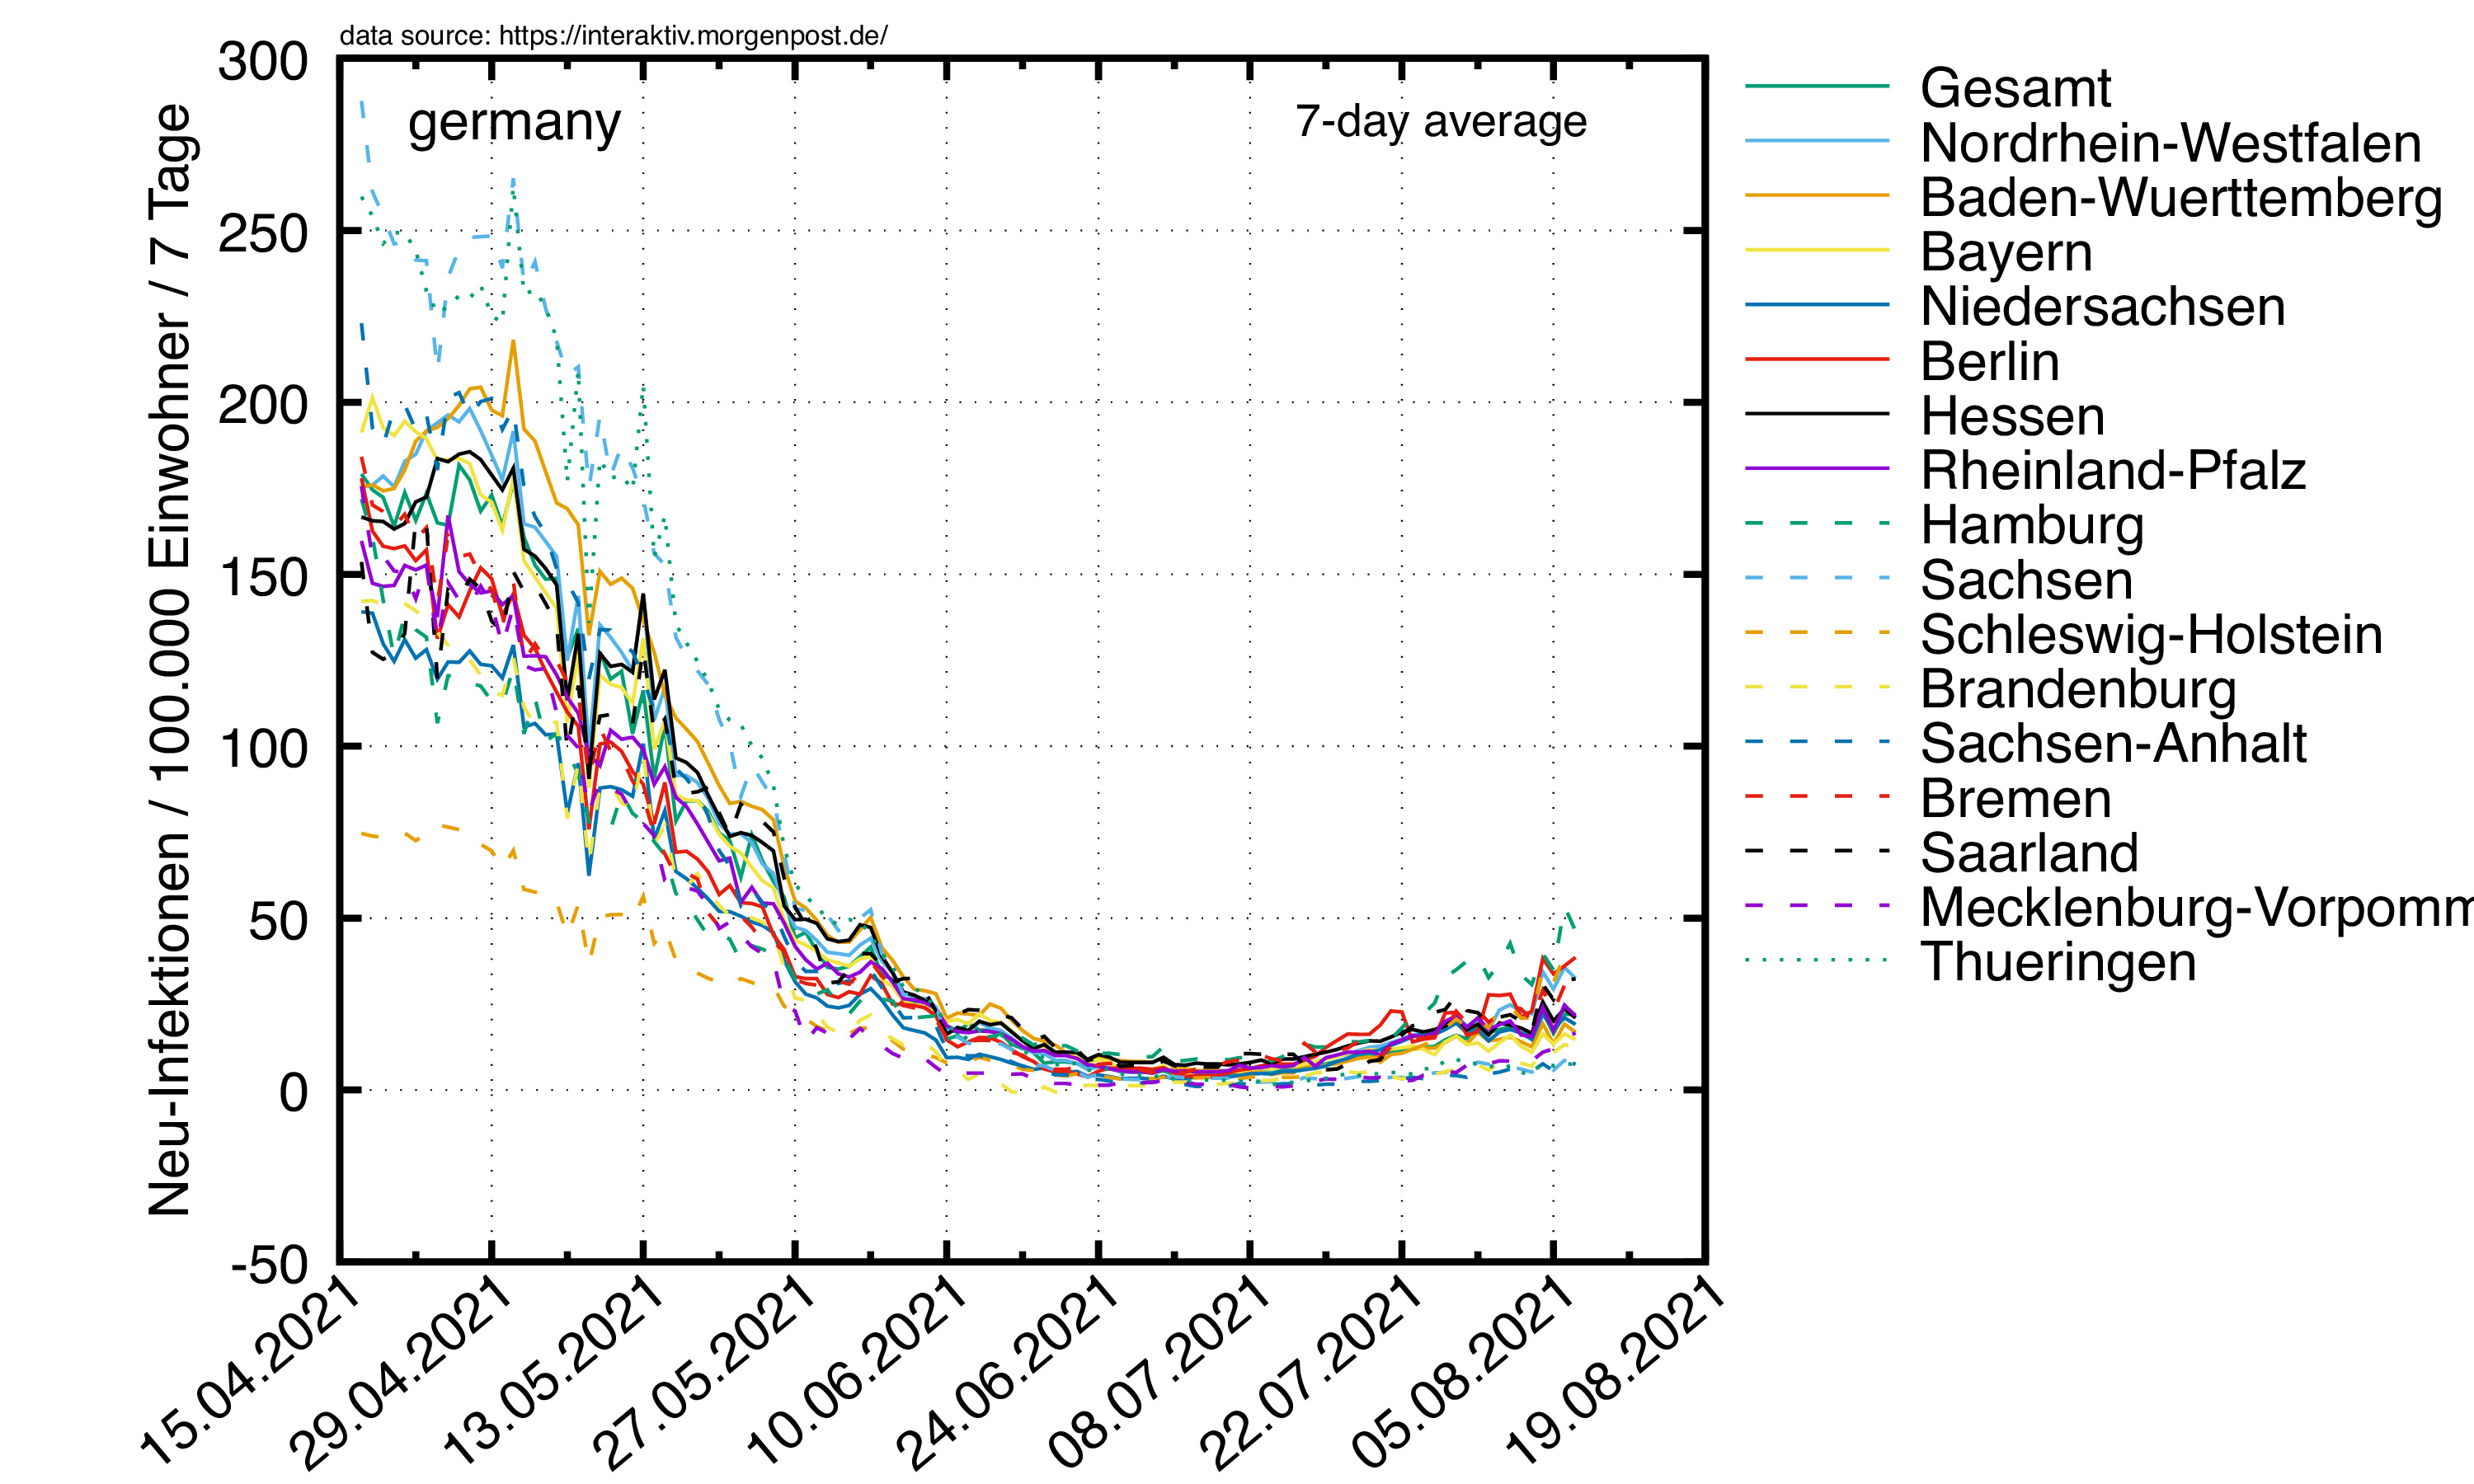 data source: https://interaktiv.morgenpost.de/
germany
7-day average
Neu-Infektionen / 100.000 Einwohner / 7 Tage
300
250
200
150
100
50
0
-50
15.04.2021
29.04.2021
13.05.2021
27.05.2021
10.06.2021
24.06.2021
08.07.2021
22.07.2021
05.08.2021
19.08.2021
Gesamt
Nordrhein-Westfalen
Baden-Wuerttemberg
Bayern
Niedersachsen
Berlin
Hessen
Rheinland-Pfalz
Hamburg
Sachsen
Schleswig-Holstein
Brandenburg
Sachsen-Anhalt
Bremen
Saarland
Mecklenburg-Vorpomm
Thueringen